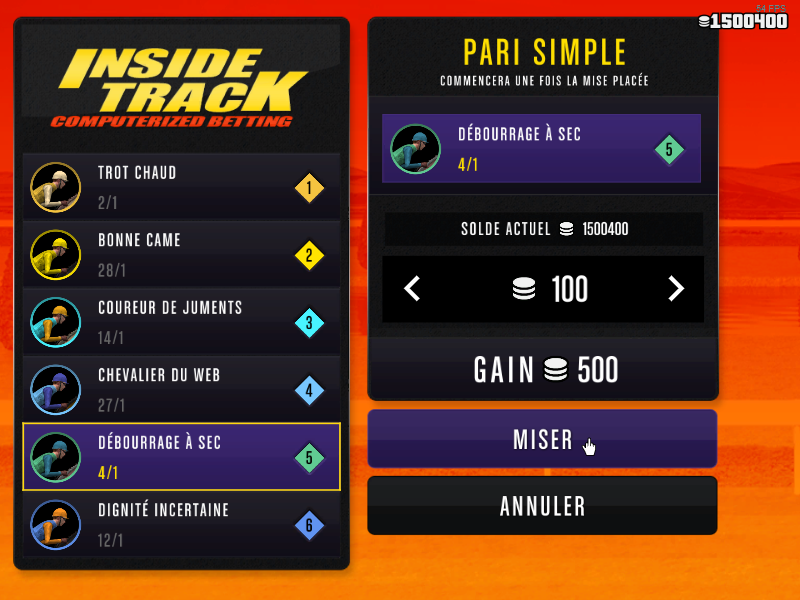 54 FPS
1500400
INSIDE
TRACK
COMPUTERIZED BETTING
TROT CHAUD
2/1
1
BONNE CAME
28/1
2
COUREUR DE JUMENTS
14/1
3
CHEVALIER DU WEB
27/1
4
DÉBOURRAGE À SEC
4/1
5
DIGNITÉ INCERTAINE
12/1
6
PARI SIMPLE
COMMENCERA UNE FOIS LA MISE PLACÉE
DÉBOURRAGE À SEC
4/1
5
SOLDE ACTUEL 1500400
100
GAIN 500
MISER
ANNULER